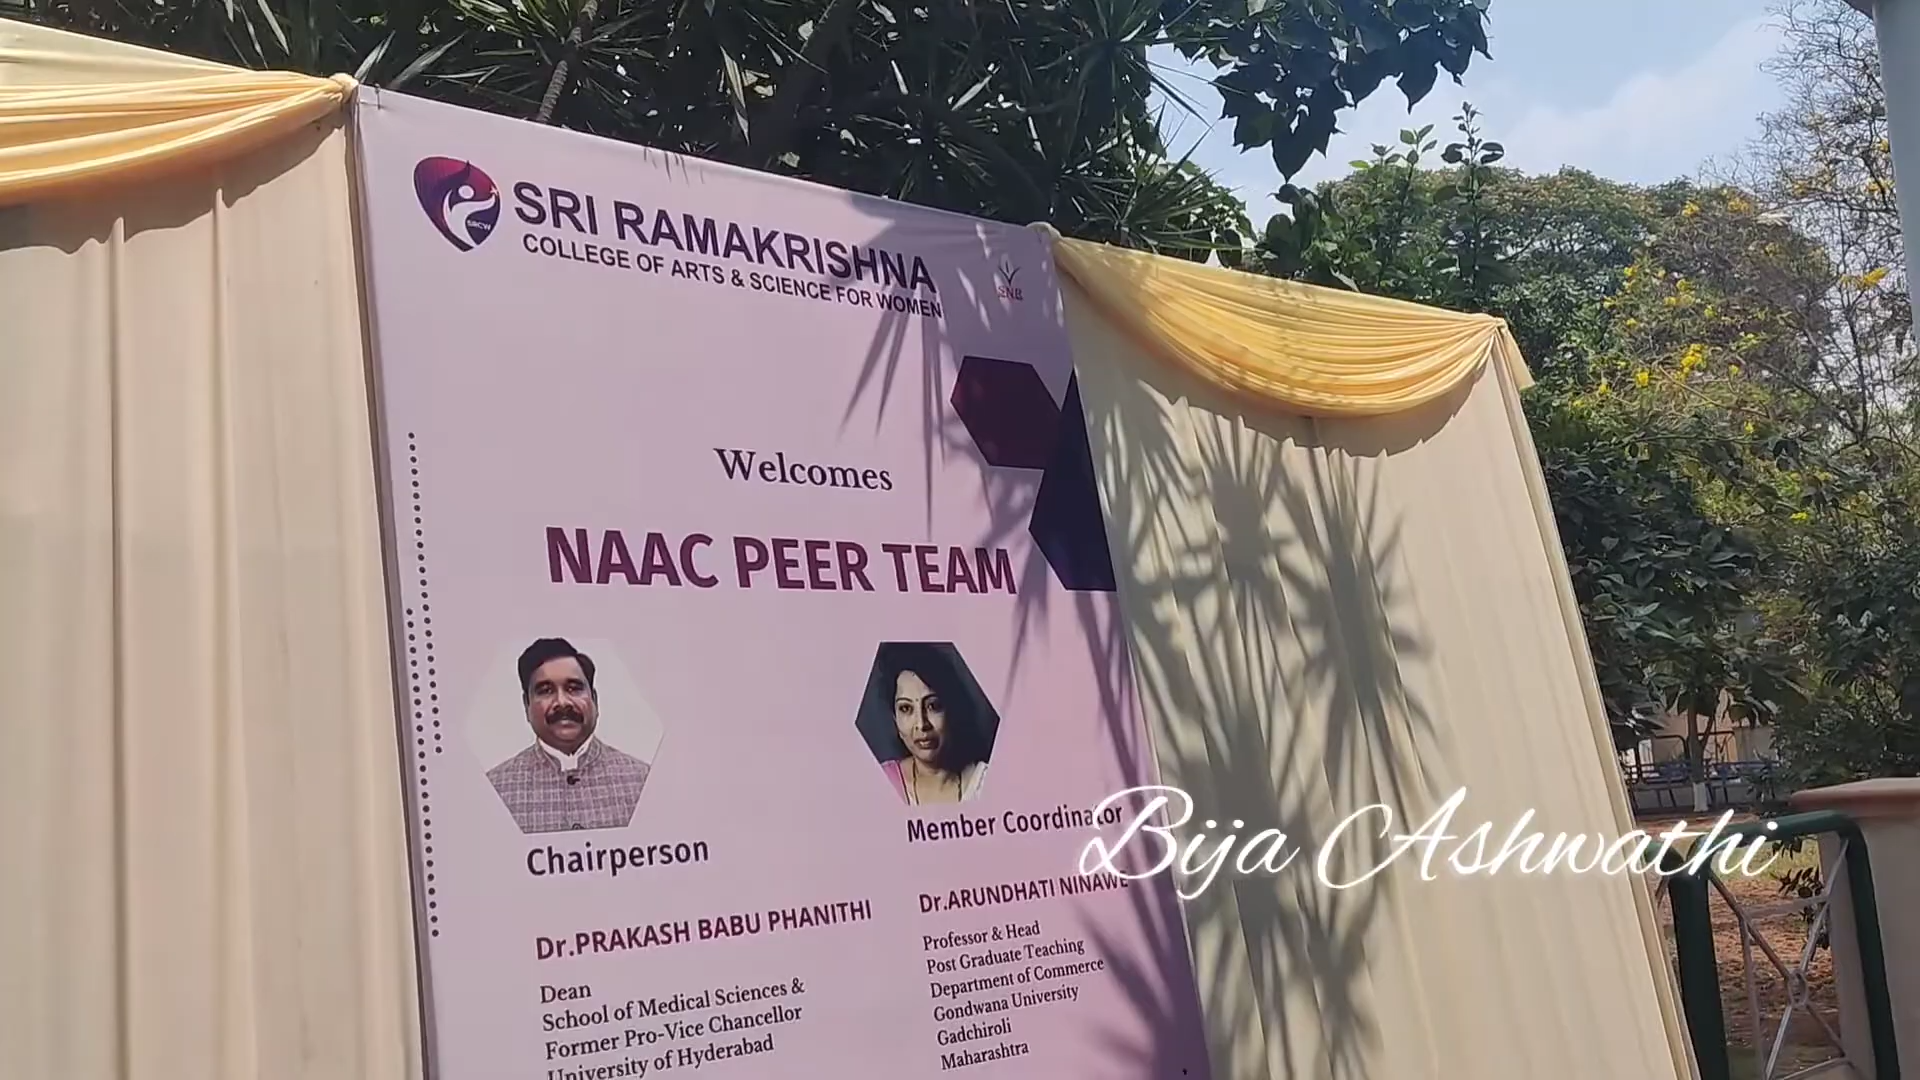 SRCW
SRI RAMAKRISHNA
COLLEGE OF ARTS & SCIENCE FOR WOMEN
SNR
Welcomes
NAAC PEER TEAM
Chairperson
Dr.PRAKASH BABU PHANITHI
Dean
School of Medical Sciences &
Former Pro-Vice Chancellor
University of Hyderabad
Member Coordinator
Dr.ARUNDHATI NINAWE
Professor & Head
Post Graduate Teaching
Department of Commerce
Gondwana University
Gadchiroli
Maharashtra
Bija Ashwathi